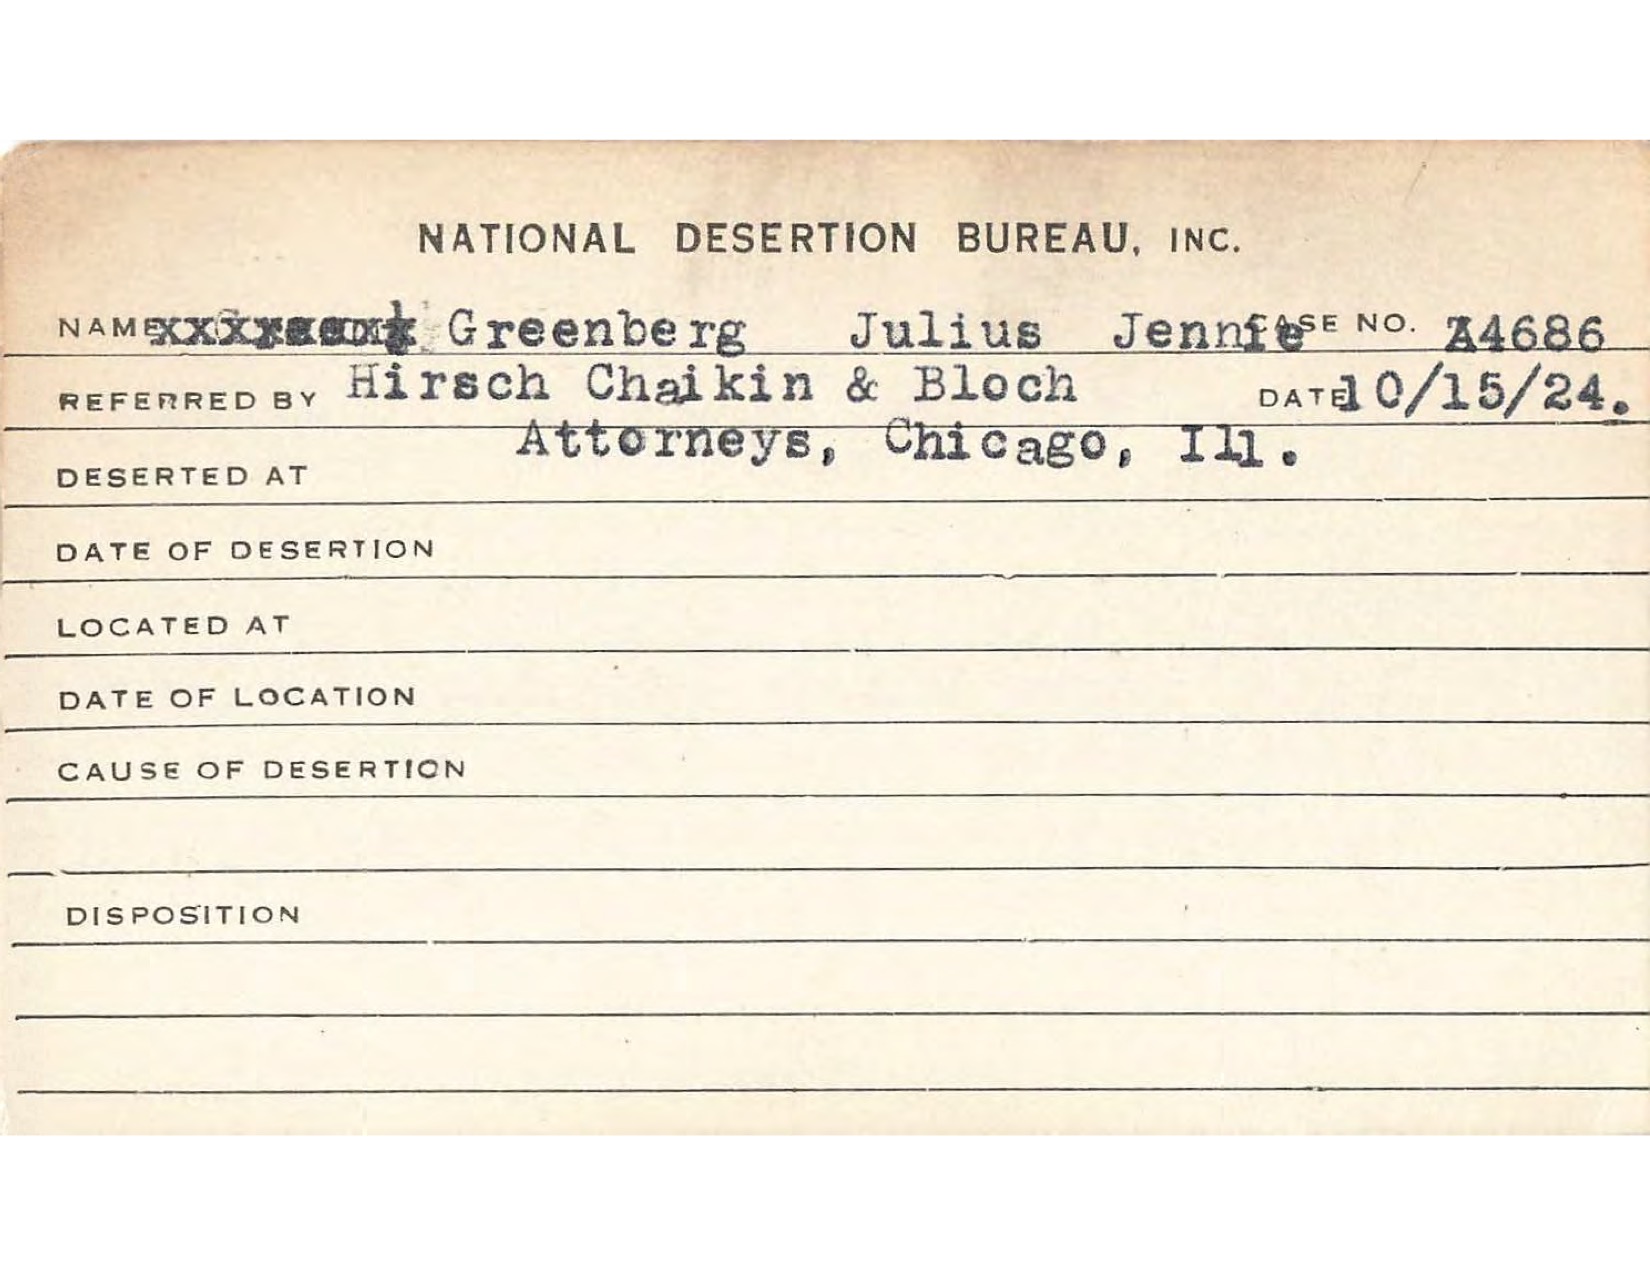 NATIONAL DESERTION BUREAU, INC.
NAME Greenberg Julius Jennie CASE NO. A4686
REFERRED BY Hirsch Chaikin & Bloch DATE 10/15/24.
Attorneys, Chicago, Ill.
DESERTED AT
DATE OF DESERTION
LOCATED AT
DATE OF LOCATION
CAUSE OF DESERTION
DISPOSITION